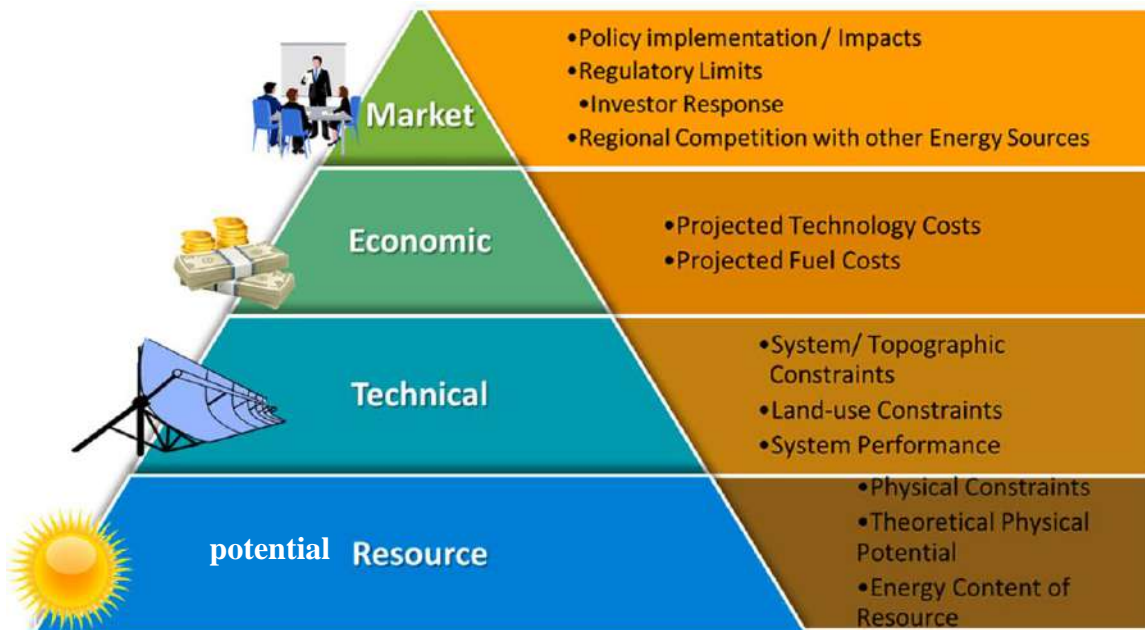 Market
•Policy implementation / Impacts
•Regulatory Limits
•Investor Response
•Regional Competition with other Energy Sources
Economic
•Projected Technology Costs
•Projected Fuel Costs
Technical
•System/ Topographic
Constraints
•Land-use Constraints
•System Performance
potential Resource
•Physical Constraints
•Theoretical Physical
Potential
•Energy Content of
Resource